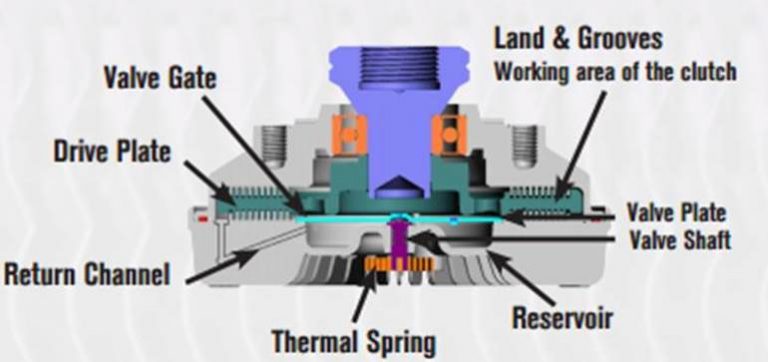 Land & Grooves
Working area of the clutch
Valve Gate
Drive Plate
Valve Plate
Valve Shaft
Return Channel
Reservoir
Thermal Spring